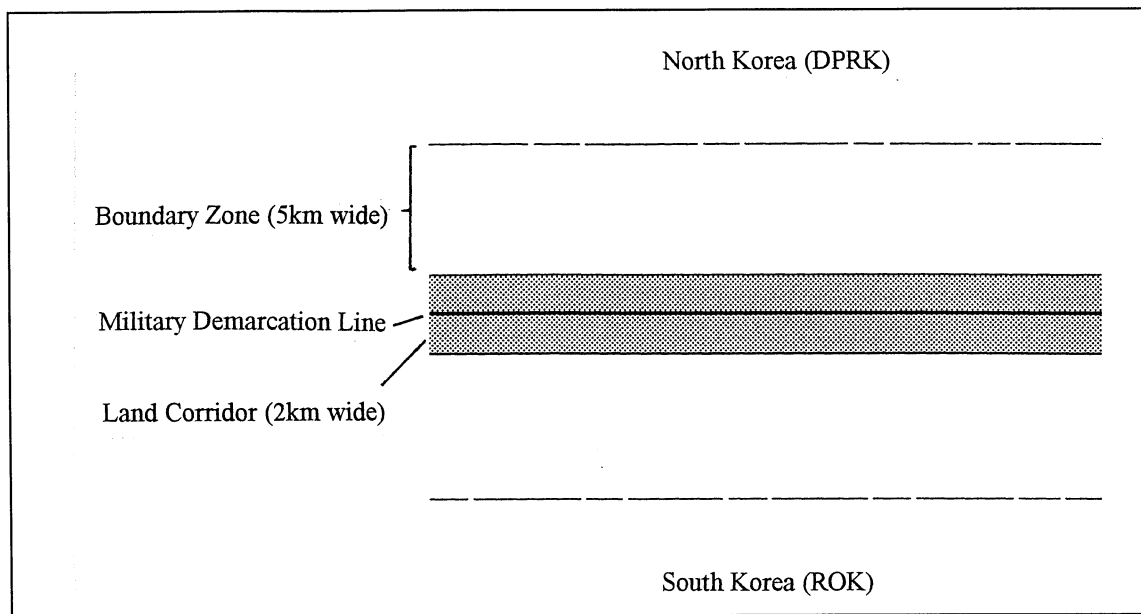 North Korea (DPRK)
Boundary Zone (5km wide)
Military Demarcation Line
Land Corridor (2km wide)
South Korea (ROK)